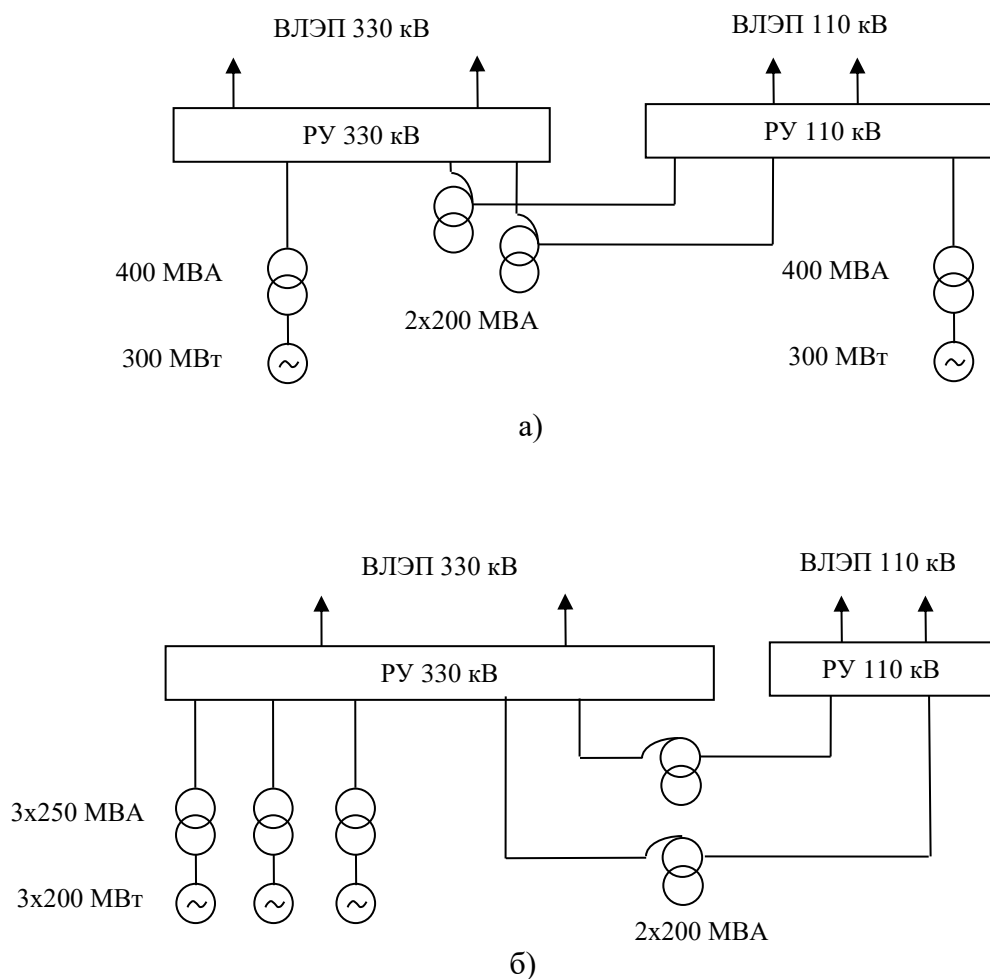 ВЛЭП 330 кВ
ВЛЭП 110 кВ
РУ 330 кВ
РУ 110 кВ
400 МВА
400 МВА
2х200 МВА
300 МВт
300 МВт
а)
ВЛЭП 330 кВ
ВЛЭП 110 кВ
РУ 330 кВ
РУ 110 кВ
3х250 МВА
3х200 МВт
2х200 МВА
б)